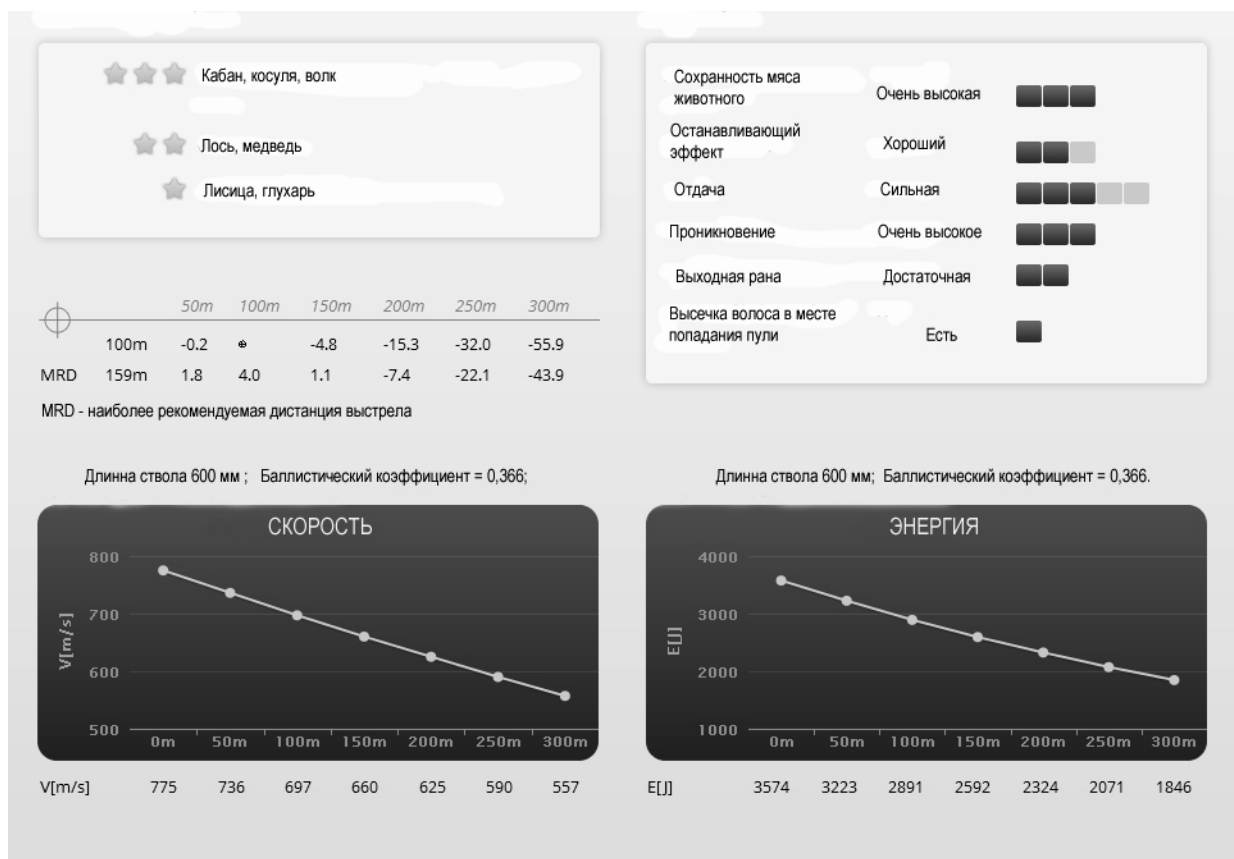 Кабан, косуля, волк
Лось, медведь
Лисица, глухарь
Сохранность мяса
животного
Очень высокая
Останавливающий
эффект
Хороший
Отдача
Сильная
Проникновение
Очень высокое
Выходная рана
Достаточная
Высечка волоса в месте
попадания пули
Есть
50m 100m 150m 200m 250m 300m
100m -0.2 ⊕ -4.8 -15.3 -32.0 -55.9
MRD 159m 1.8 4.0 1.1 -7.4 -22.1 -43.9
MRD - наиболее рекомендуемая дистанция выстрела
Длинна ствола 600 мм ; Баллистический коэффициент = 0,366;
СКОРОСТЬ
800
700
600
500
V[m/s]
0m 50m 100m 150m 200m 250m 300m
V[m/s] 775 736 697 660 625 590 557
Длинна ствола 600 мм; Баллистический коэффициент = 0,366.
ЭНЕРГИЯ
4000
3000
2000
1000
E[J]
0m 50m 100m 150m 200m 250m 300m
E[J] 3574 3223 2891 2592 2324 2071 1846